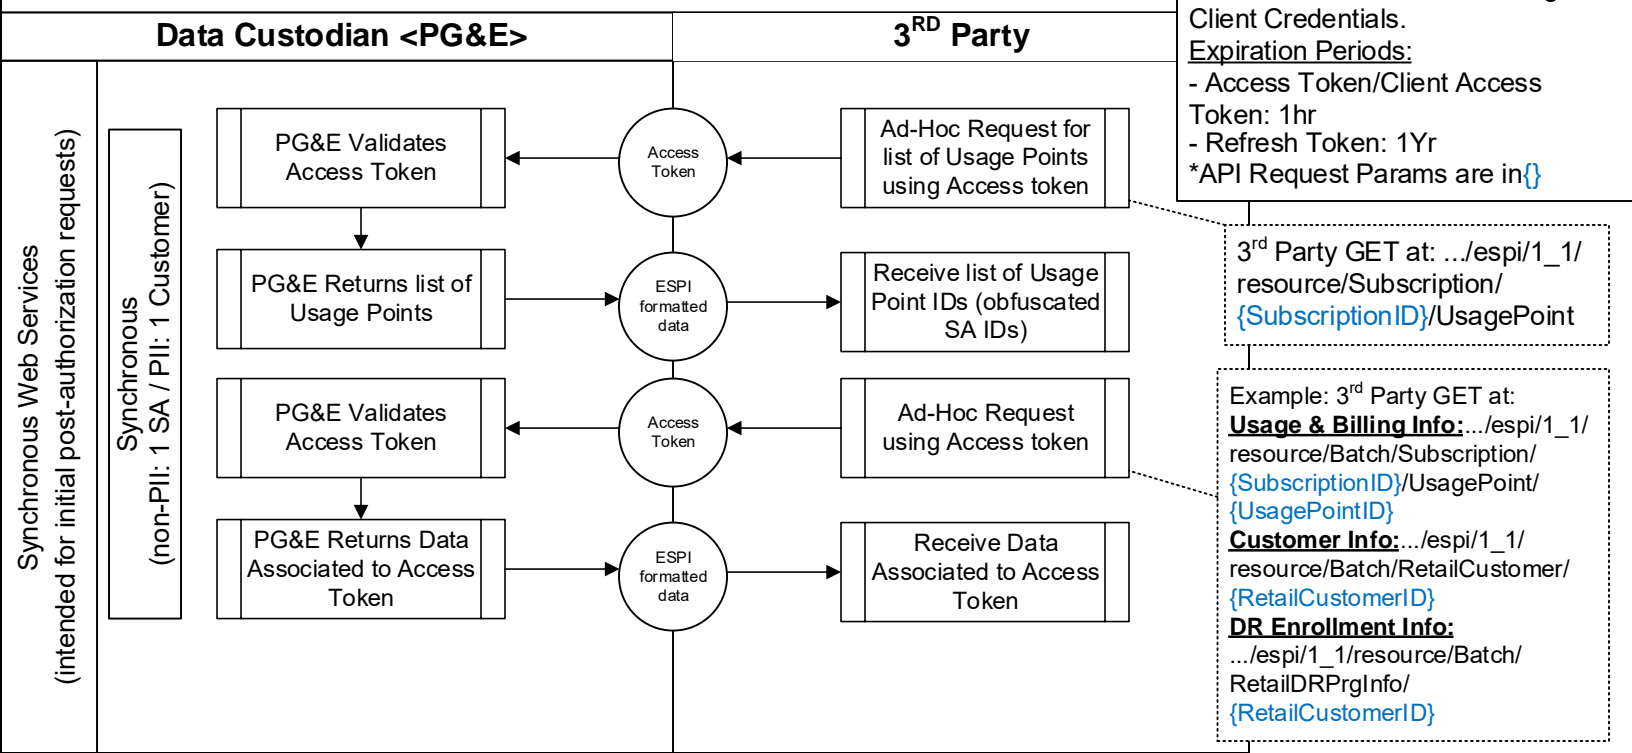 Data Custodian <PG&E>
3RD Party
Client Credentials.
Expiration Periods:
- Access Token/Client Access
Token: 1hr
- Refresh Token: 1Yr
*API Request Params are in{}
Synchronous Web Services
(intended for initial post-authorization requests)
Synchronous
(non-PII: 1 SA / PII: 1 Customer)
PG&E Validates
Access Token
Access
Token
Ad-Hoc Request for
list of Usage Points
using Access token
3rd Party GET at: .../espi/1_1/
resource/Subscription/
{SubscriptionID}/UsagePoint
PG&E Returns list of
Usage Points
ESPI
formatted
data
Receive list of Usage
Point IDs (obfuscated
SA IDs)
PG&E Validates
Access Token
Access
Token
Ad-Hoc Request
using Access token
Example: 3rd Party GET at:
Usage & Billing Info:.../espi/1_1/
resource/Batch/Subscription/
{SubscriptionID}/UsagePoint/
{UsagePointID}
Customer Info:.../espi/1_1/
resource/Batch/RetailCustomer/
{RetailCustomerID}
DR Enrollment Info:
.../espi/1_1/resource/Batch/
RetailDRPrgInfo/
{RetailCustomerID}
PG&E Returns Data
Associated to Access
Token
ESPI
formatted
data
Receive Data
Associated to Access
Token